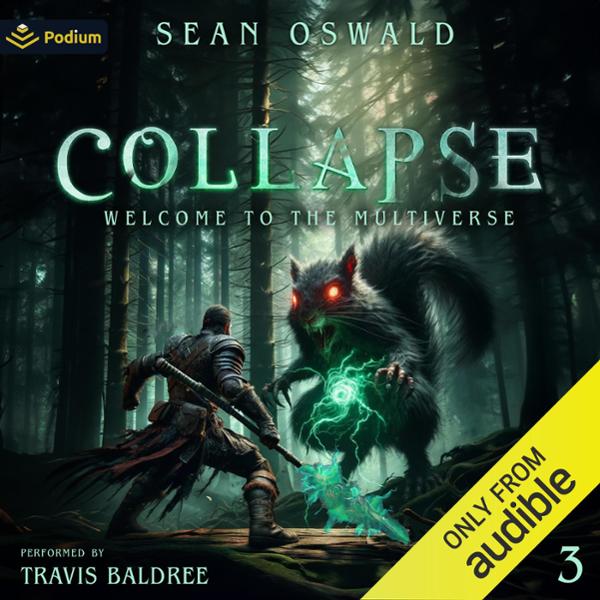 Podium
SEAN OSWALD
COLLAPSE
WELCOME TO THE MULTIVERSE
ONLY FROM
audible
PERFORMED BY
TRAVIS BALDREE
3